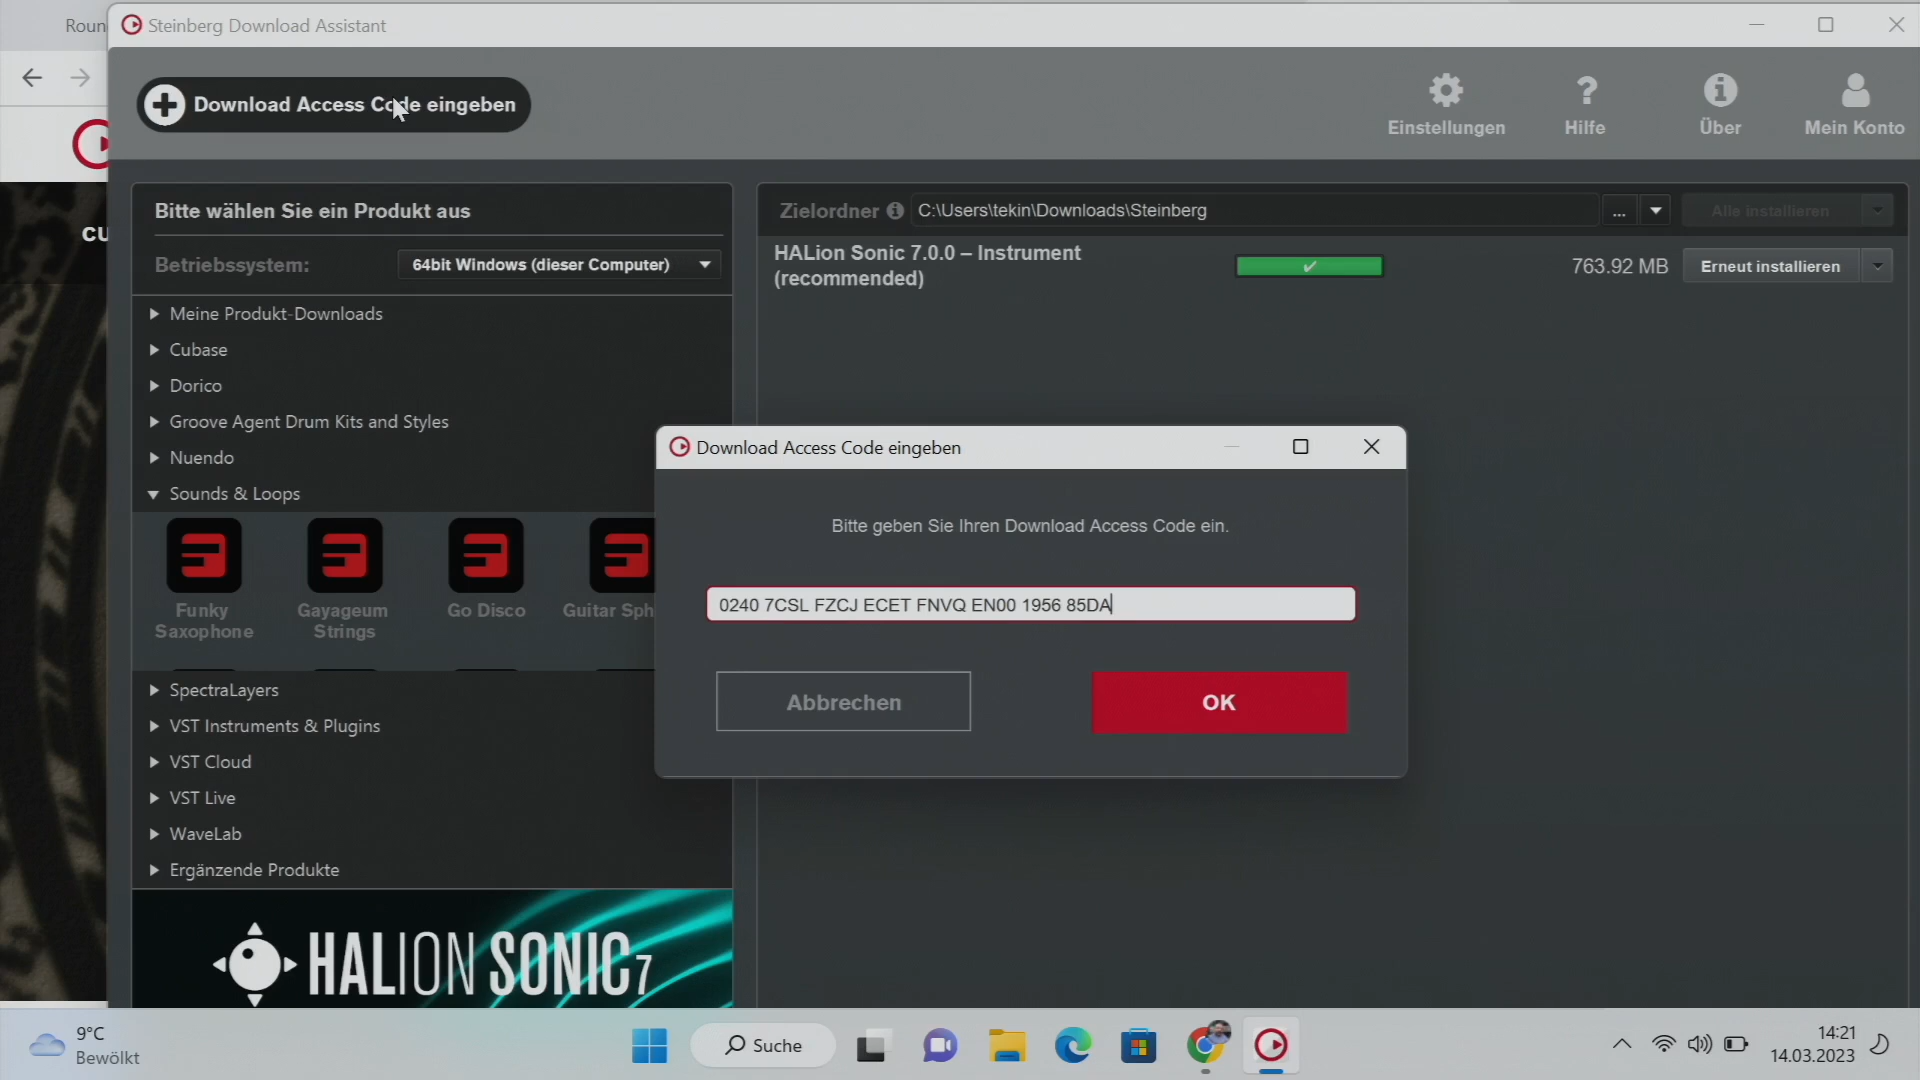 Roun
Steinberg Download Assistant
Download Access Code eingeben
Einstellungen
Hilfe
Über
Mein Konto
cu
Bitte wählen Sie ein Produkt aus
Betriebssystem:
64bit Windows (dieser Computer)
Meine Produkt-Downloads
Cubase
Dorico
Groove Agent Drum Kits and Styles
Nuendo
Sounds & Loops
Funky
Saxophone
Gayageum
Strings
Go Disco
Guitar Sph
SpectraLayers
VST Instruments & Plugins
VST Cloud
VST Live
WaveLab
Ergänzende Produkte
HALION SONIC 7
Zielordner
C:\Users\tekin\Downloads\Steinberg
...
Alle installieren
HALion Sonic 7.0.0 – Instrument
(recommended)
763.92 MB
Erneut installieren
Download Access Code eingeben
Bitte geben Sie Ihren Download Access Code ein.
0240 7CSL FZCJ ECET FNVQ EN00 1956 85DA
Abbrechen
OK
9°C
Bewölkt
Suche
14:21
14.03.2023